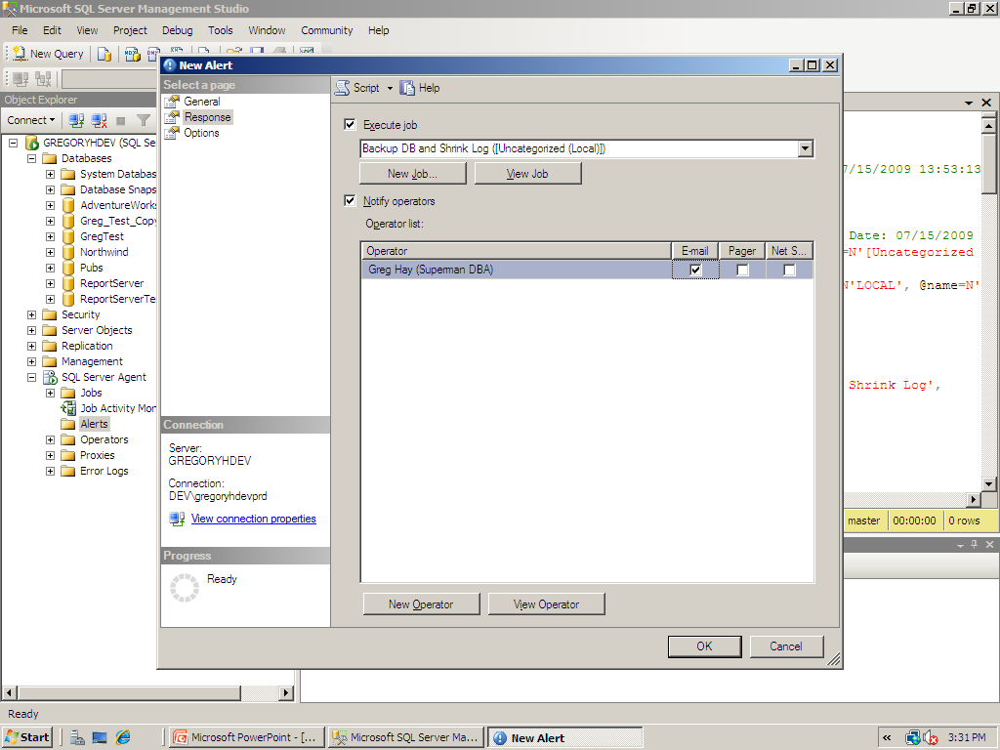 Microsoft SQL Server Management Studio
File Edit View Project Debug Tools Window Community Help
New Query
New Alert
Select a page
General
Response
Options
Script Help
Execute job
Backup DB and Shrink Log ([Uncategorized (Local)])
New Job... View Job
Notify operators
Operator list:
Operator E-mail Pager Net S...
Greg Hay (Superman DBA)
New Operator View Operator
OK Cancel
Connection
Server:
GREGORYHDEV
Connection:
DEV\gregoryhdevprd
View connection properties
Progress
Ready
Object Explorer
Connect
GREGORYHDEV (SQL Se
Databases
System Databas
Database Snaps
AdventureWork
Greg_Test_Copy
GregTest
Northwind
Pubs
ReportServer
ReportServerTe
Security
Server Objects
Replication
Management
SQL Server Agent
Jobs
Job Activity Mon
Alerts
Operators
Proxies
Error Logs
7/15/2009 13:53:13
Date: 07/15/2009
=N'[Uncategorized
N'LOCAL', @name=N'
Shrink Log',
master 00:00:00 0 rows
Ready
Start Microsoft PowerPoint - [... Microsoft SQL Server Ma... New Alert « 3:31 PM